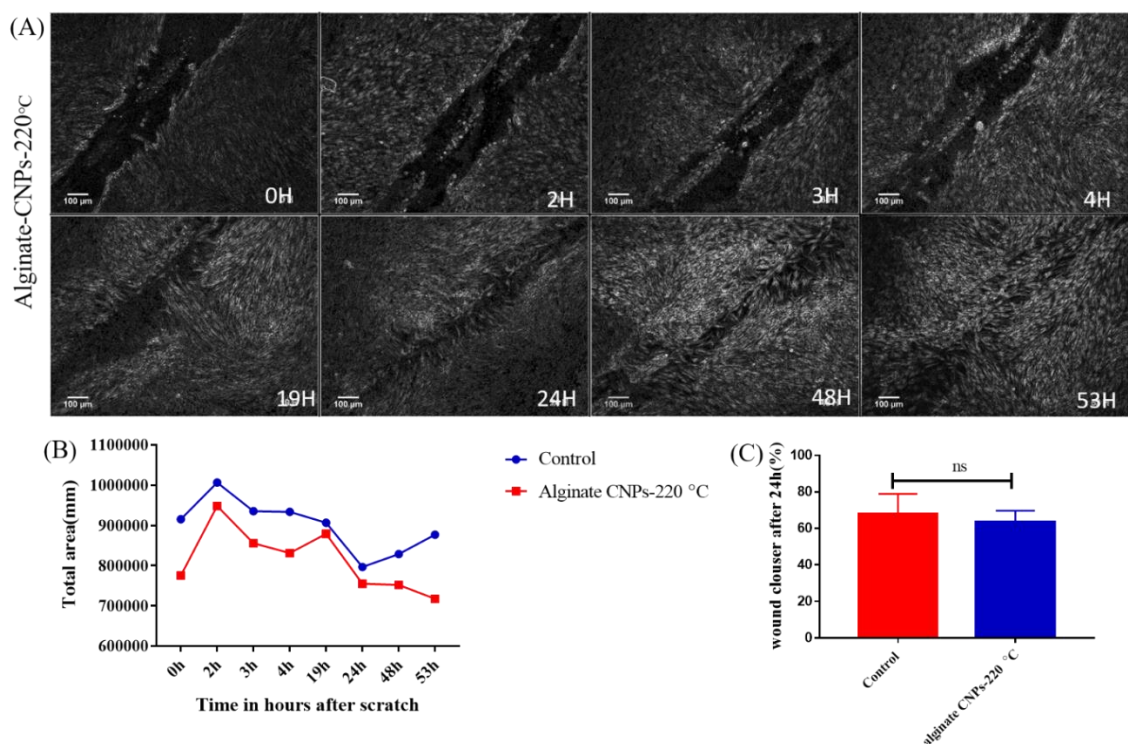 (A)
Alginate-CNPs-220°C
0H
100 µm
2H
100 µm
3H
100 µm
4H
100 µm
19H
100 µm
24H
100 µm
48H
100 µm
53H
100 µm
(B)
1100000
1000000
900000
800000
700000
600000
Total area(mm)
0h 2h 3h 4h 19h 24h 48h 53h
Time in hours after scratch
Control
Alginate CNPs-220 °C
(C)
100
80
60
40
20
0
wound clouser after 24h(%)
ns
Control
alginate CNPs-220 °C